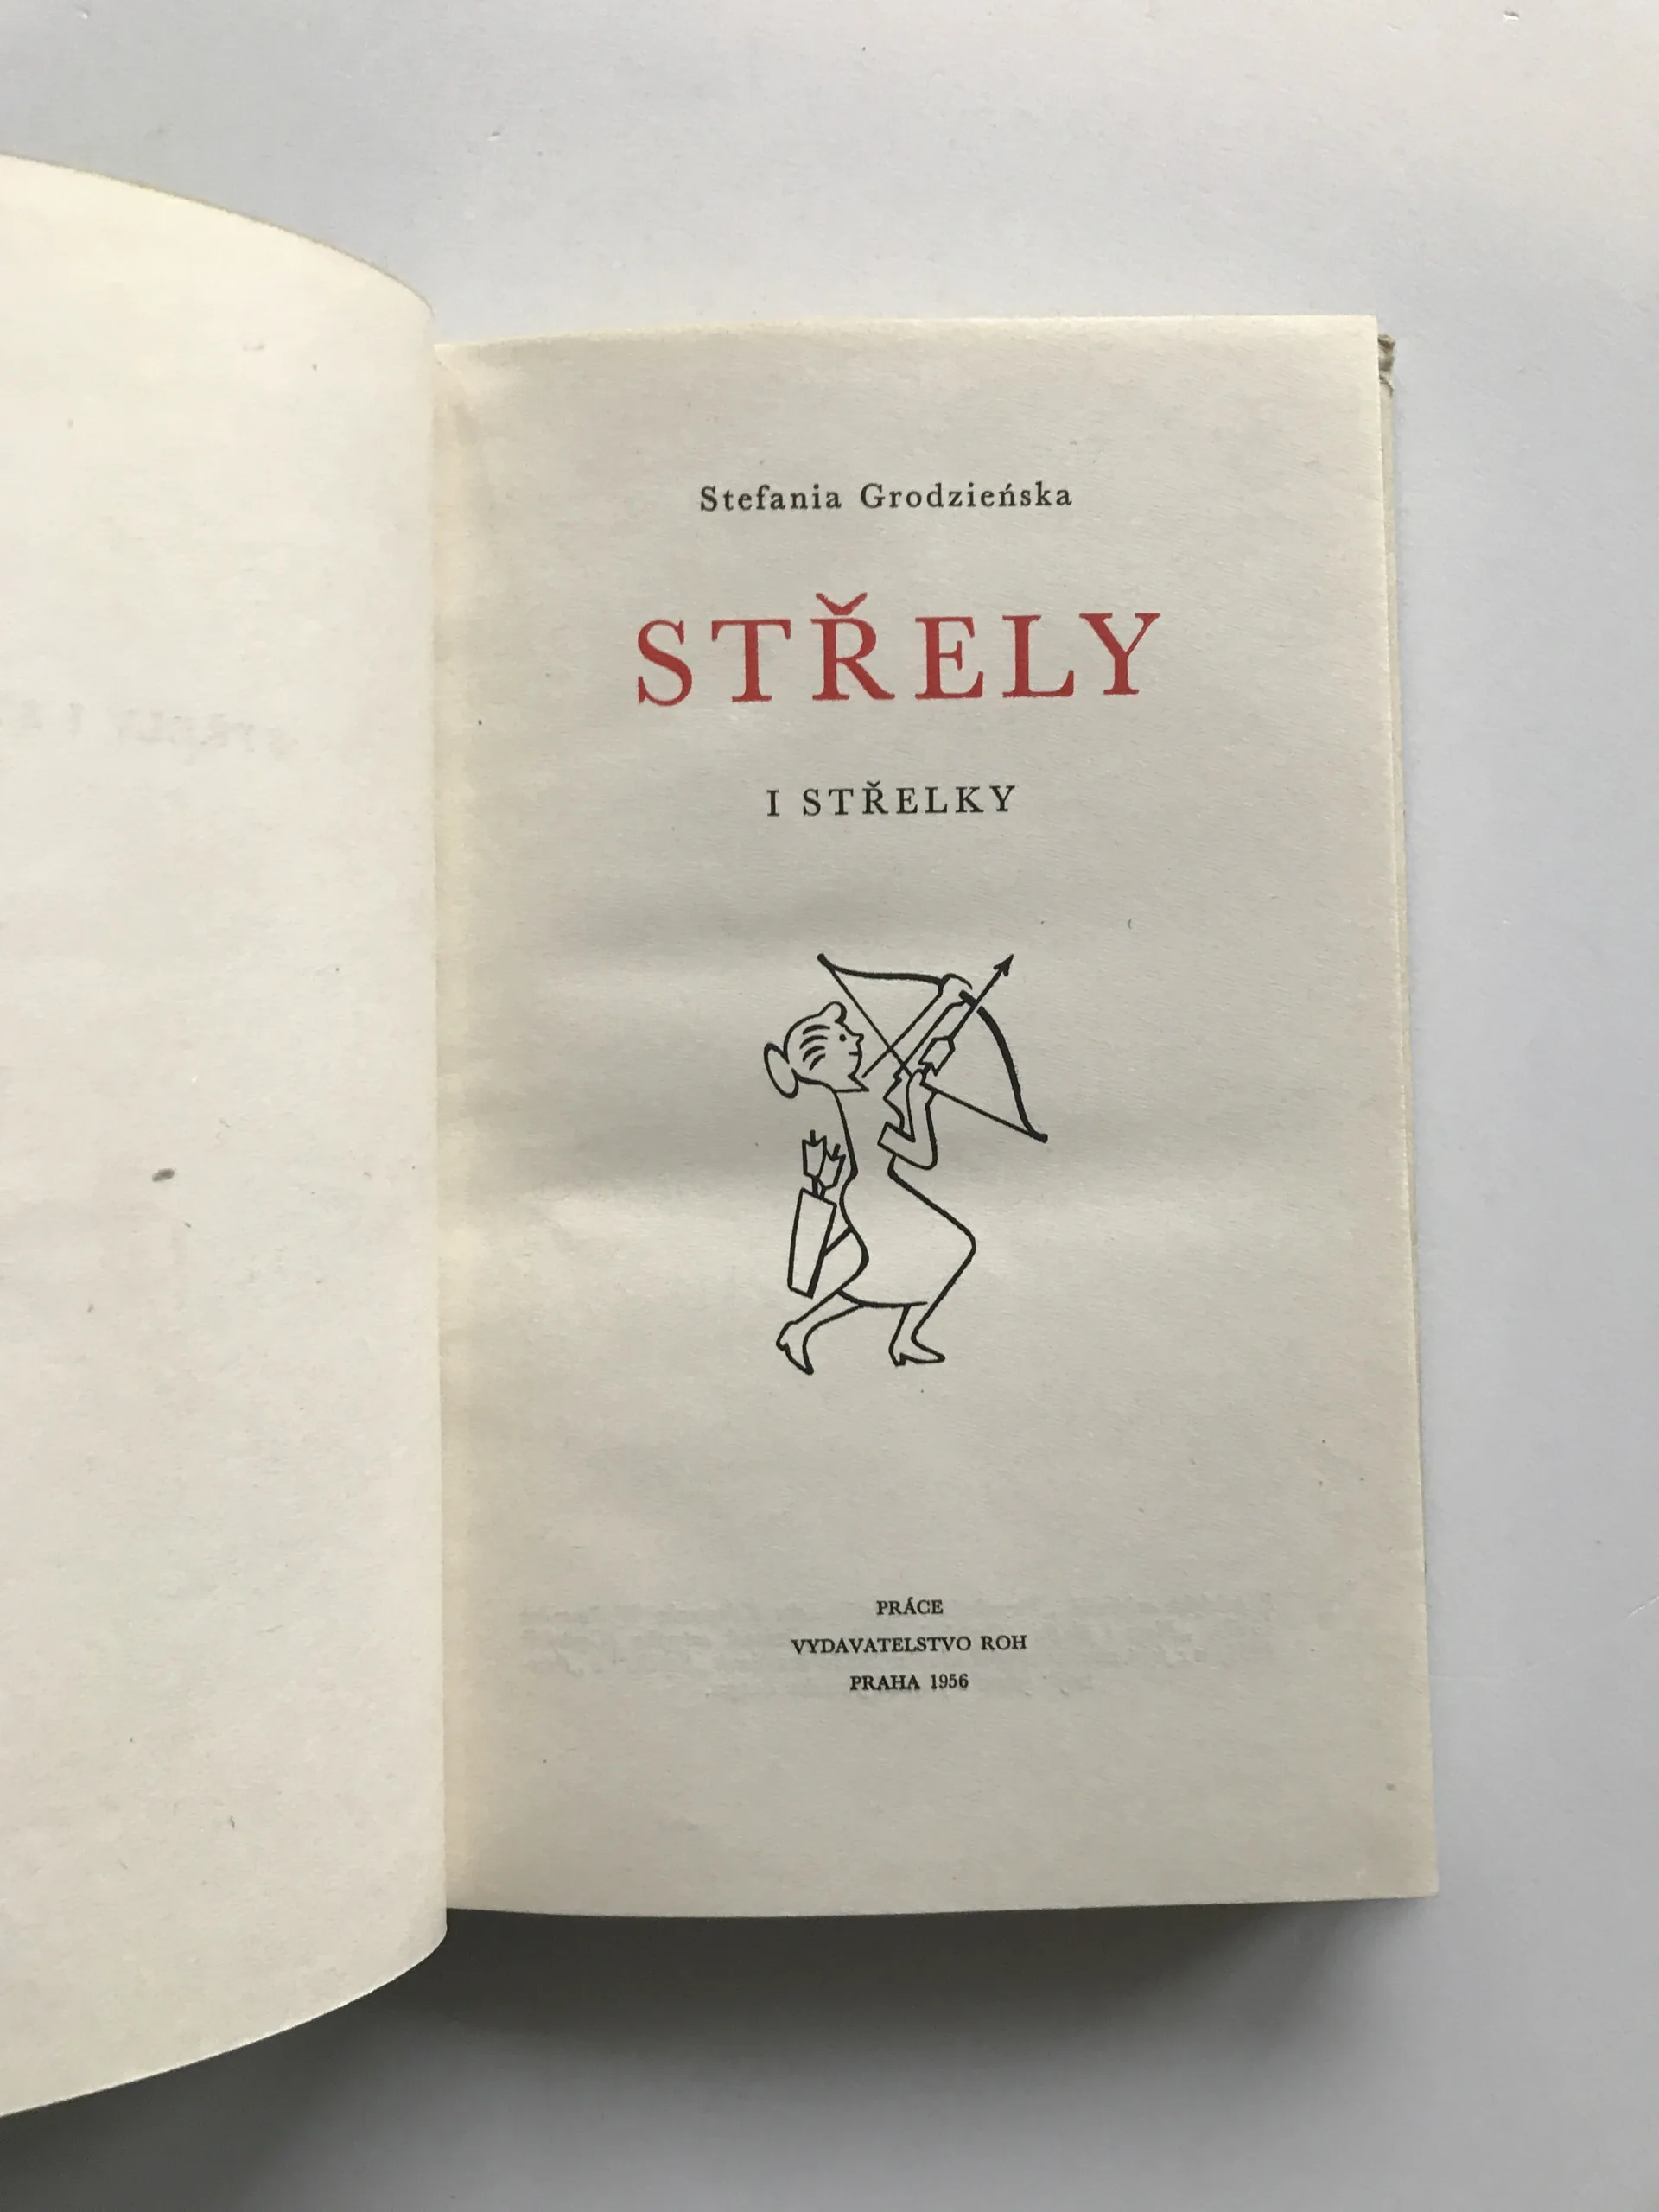 Stefania Grodzieńska
STŘELY
I STŘELKY
PRÁCE
VYDAVATELSTVO ROH
PRAHA 1956